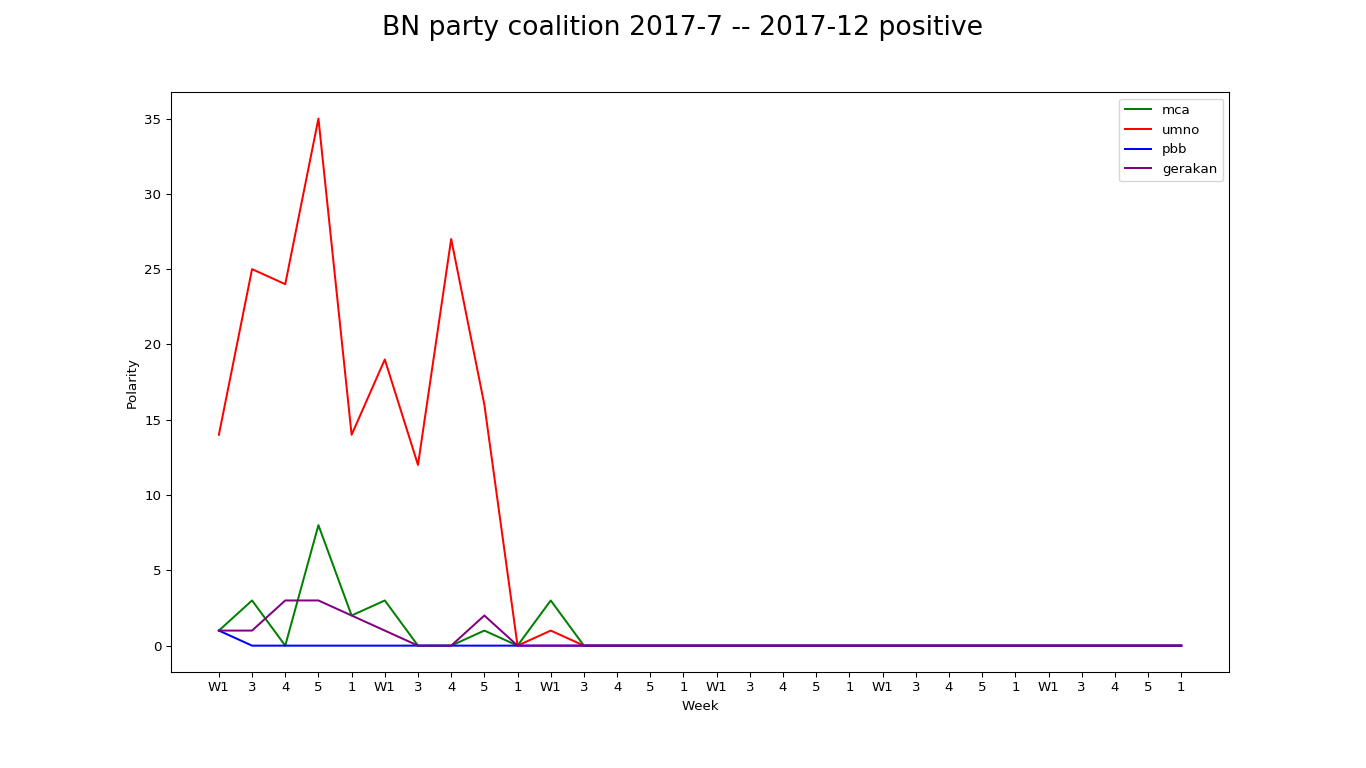 BN party coalition 2017-7 -- 2017-12 positive
mca
umno
pbb
gerakan
35
30
25
20
15
10
5
0
Polarity
W1 3 4 5 1 W1 3 4 5 1 W1 3 4 5 1 W1 3 4 5 1 W1 3 4 5 1 W1 3 4 5 1
Week